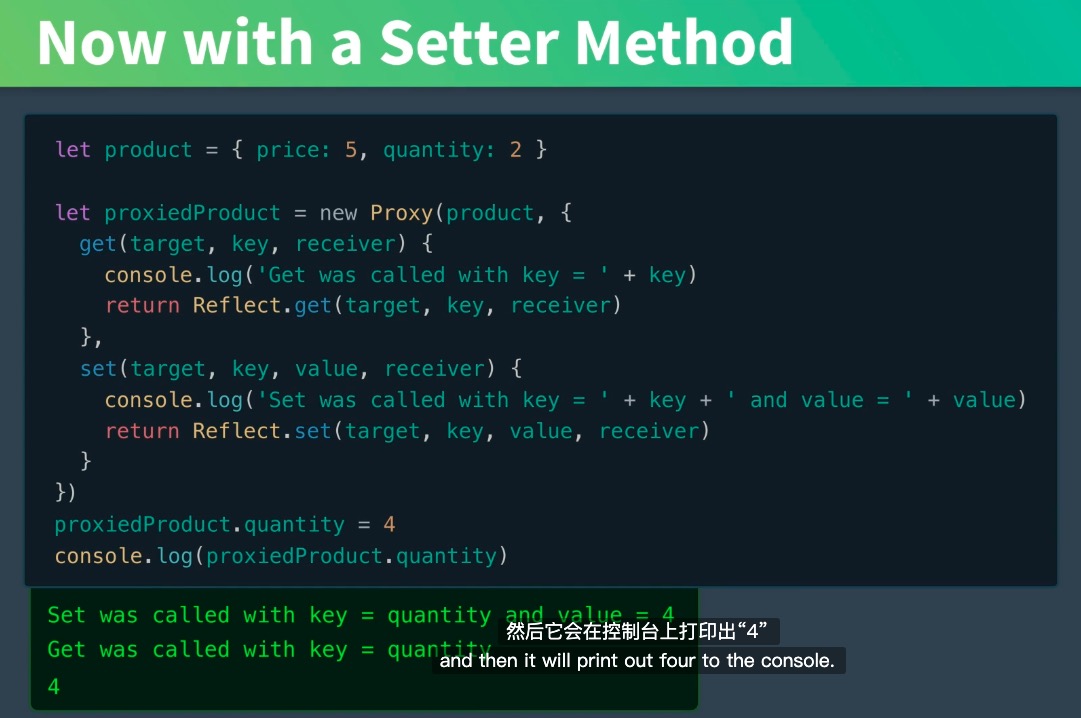 Now with a Setter Method
let product = { price: 5, quantity: 2 }
let proxiedProduct = new Proxy(product, {
get(target, key, receiver) {
console.log('Get was called with key = ' + key)
return Reflect.get(target, key, receiver)
},
set(target, key, value, receiver) {
console.log('Set was called with key = ' + key + ' and value = ' + value)
return Reflect.set(target, key, value, receiver)
}
})
proxiedProduct.quantity = 4
console.log(proxiedProduct.quantity)
Set was called with key = quantity and value = 4
然后它会在控制台上打印出“4”
Get was called with key = quantity
and then it will print out four to the console.
4